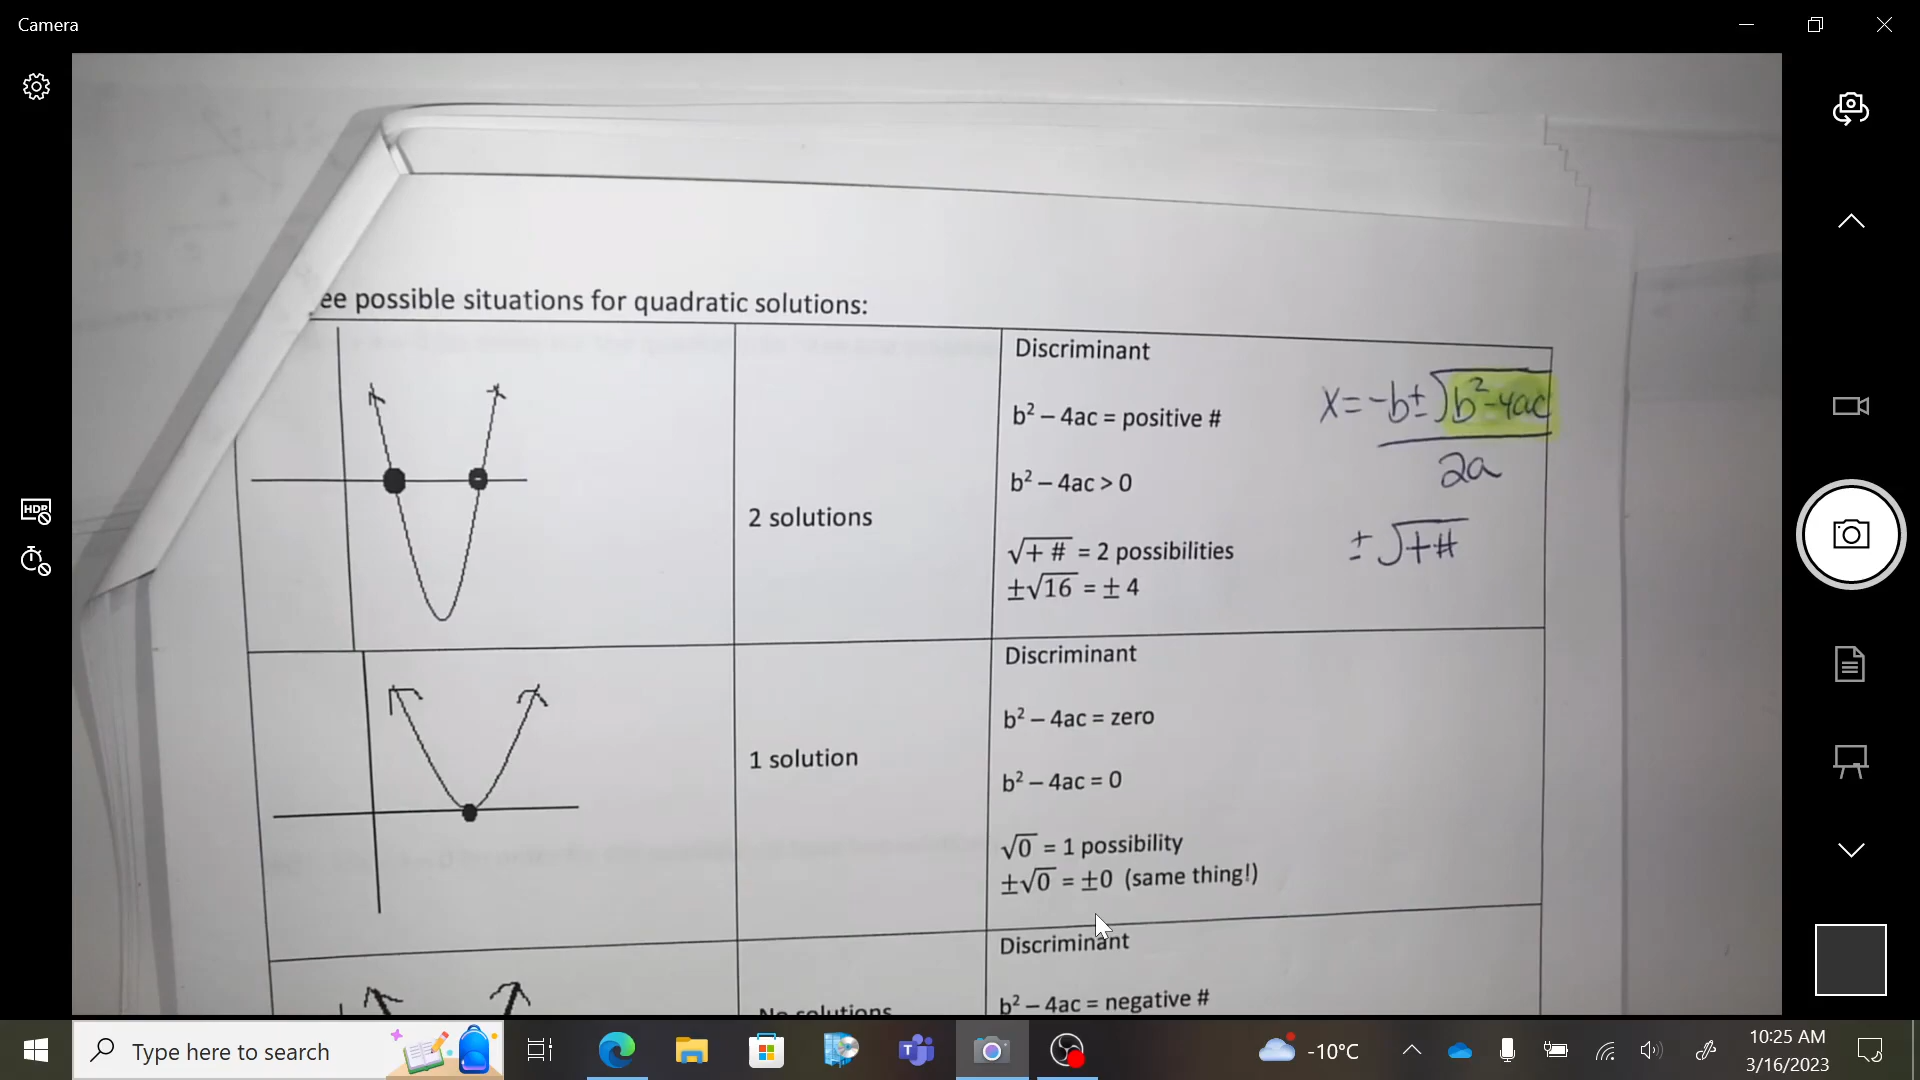 Camera
ee possible situations for quadratic solutions:
2 solutions
Discriminant
b² – 4ac = positive #
b² – 4ac > 0
√+ # = 2 possibilities
±√16 = ± 4
x = -b ± √b²-4ac
2a
± √+#
1 solution
Discriminant
b² – 4ac = zero
b² – 4ac = 0
√0 = 1 possibility
±√0 = ±0 (same thing!)
No solutions
Discriminant
b² – 4ac = negative #
Type here to search
-10°C
10:25 AM
3/16/2023